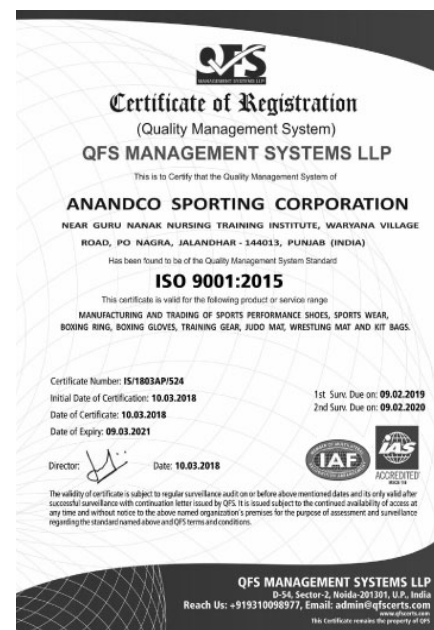 QFS
MANAGEMENT SYSTEMS LLP
Certificate of Registration
(Quality Management System)
QFS MANAGEMENT SYSTEMS LLP
This is to Certify that the Quality Management System of
ANANDCO SPORTING CORPORATION
NEAR GURU NANAK NURSING TRAINING INSTITUTE, WARYANA VILLAGE
ROAD, PO NAGRA, JALANDHAR - 144013, PUNJAB (INDIA)
Has been found to be of the Quality Management System Standard
ISO 9001:2015
This certificate is valid for the following product or service range
MANUFACTURING AND TRADING OF SPORTS PERFORMANCE SHOES, SPORTS WEAR,
BOXING RING, BOXING GLOVES, TRAINING GEAR, JUDO MAT, WRESTLING MAT AND KIT BAGS.
Certificate Number: IS/1803AP/524
Initial Date of Certification: 10.03.2018
Date of Certificate: 10.03.2018
Date of Expiry: 09.03.2021
1st Surv. Due on: 09.02.2019
2nd Surv. Due on: 09.02.2020
Director:
Date: 10.03.2018
IAF
ias
ACCREDITED
The validity of certificate is subject to regular surveillance audit on or before above mentioned dates and its only valid after
successful surveillance with continuation letter issued by QFS. It is issued subject to the continual availability of access at
any time and without notice to the above named organization's premises for the purpose of assessment and surveillance
regarding the standard named above and QFS terms and conditions.
QFS MANAGEMENT SYSTEMS LLP
D-54, Sector-2, Noida-201301, U.P., India
Reach Us: +919310098977, Email: admin@qfscerts.com
www.qfscerts.com
This Certificate remains the property of QFS